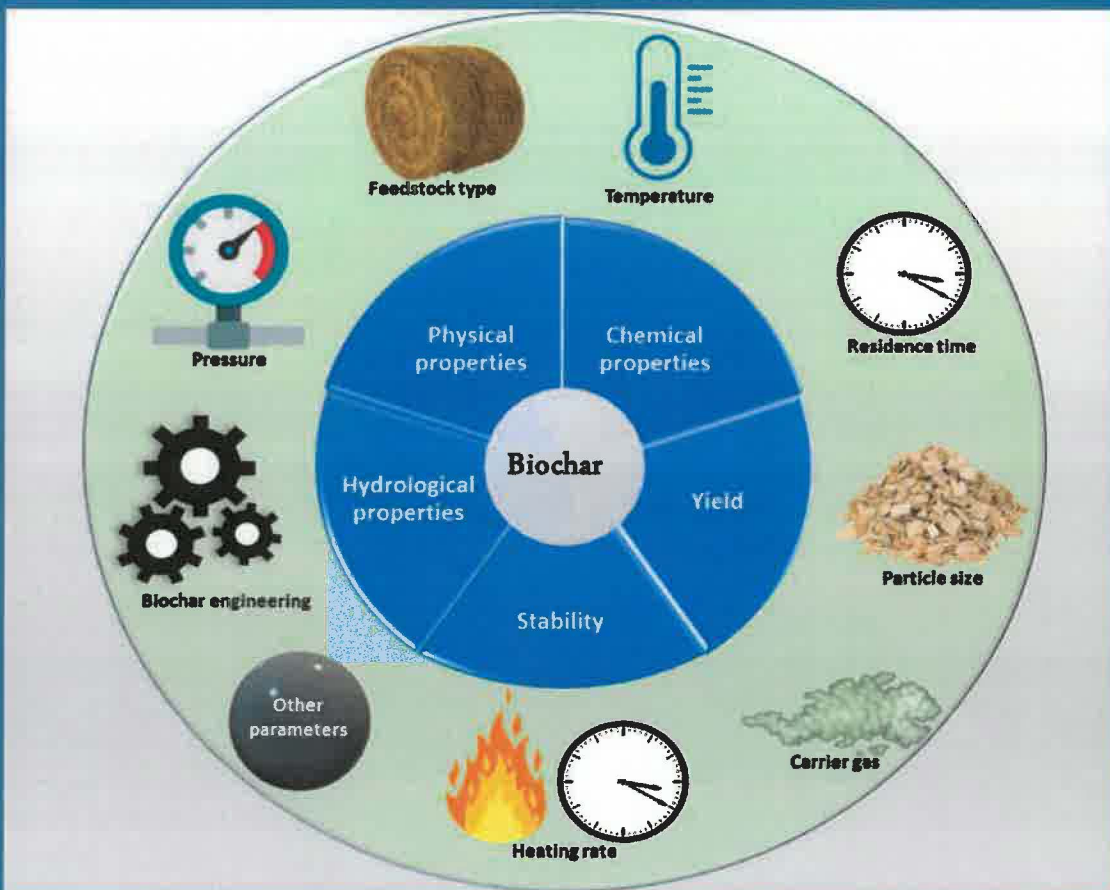 Feedstock type
Temperature
Pressure
Residence time
Physical
properties
Chemical
properties
Biochar
Hydrological
properties
Yield
Stability
Particle size
Biochar engineering
Other
parameters
Carrier gas
Heating rate